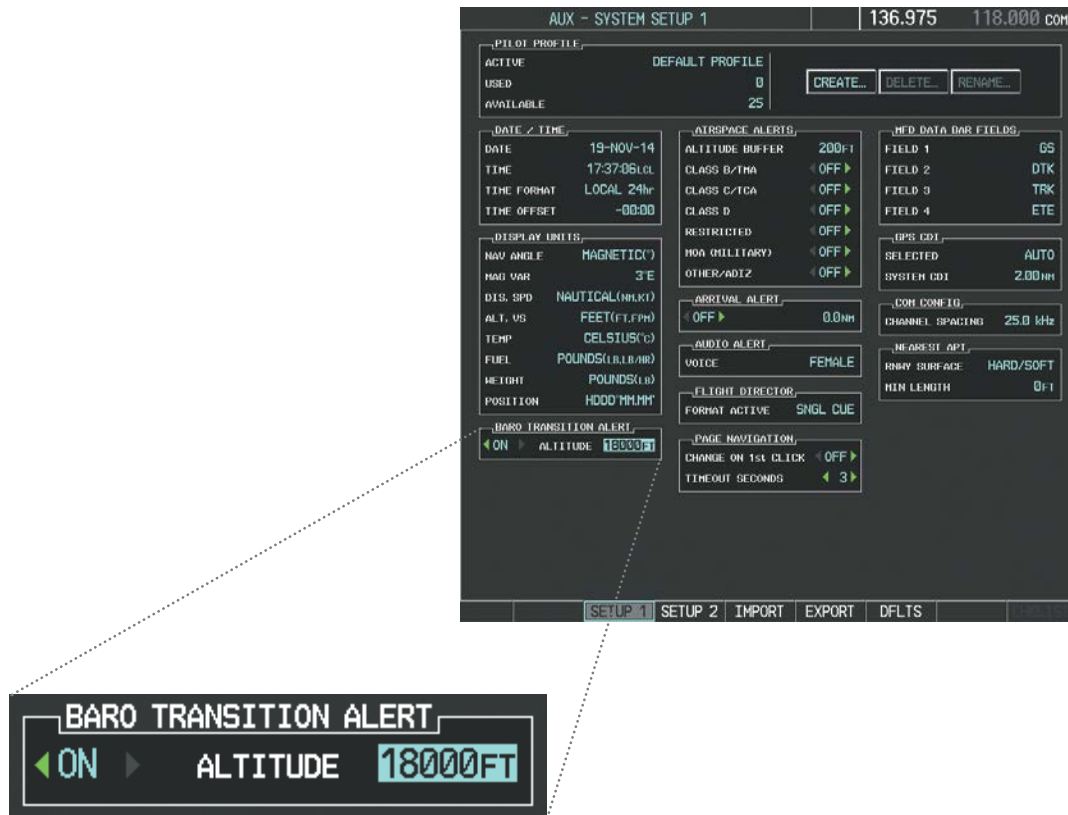 AUX - SYSTEM SETUP 1
136.975 118.000 COM
PILOT PROFILE
ACTIVE DEFAULT PROFILE
USED 0
AVAILABLE 25
CREATE... DELETE... RENAME...
DATE / TIME
DATE 19-NOV-14
TIME 17:37:06LCL
TIME FORMAT LOCAL 24hr
TIME OFFSET -00:00
DISPLAY UNITS
NAV ANGLE MAGNETIC(°)
MAG VAR 3°E
DIS, SPD NAUTICAL(NM,KT)
ALT, VS FEET(FT,FPM)
TEMP CELSIUS(°C)
FUEL POUNDS(LB,LB/HR)
WEIGHT POUNDS(LB)
POSITION HDDD°MM.MM'
BARO TRANSITION ALERT
ON ALTITUDE 18000FT
AIRSPACE ALERTS
ALTITUDE BUFFER 200FT
CLASS B/TMA OFF
CLASS C/TCA OFF
CLASS D OFF
RESTRICTED OFF
MOA (MILITARY) OFF
OTHER/ADIZ OFF
ARRIVAL ALERT
OFF 0.0NM
AUDIO ALERT
VOICE FEMALE
FLIGHT DIRECTOR
FORMAT ACTIVE SNGL CUE
PAGE NAVIGATION
CHANGE ON 1st CLICK OFF
TIMEOUT SECONDS 3
MFD DATA BAR FIELDS
FIELD 1 GS
FIELD 2 DTK
FIELD 3 TRK
FIELD 4 ETE
GPS CDI
SELECTED AUTO
SYSTEM CDI 2.00NM
COM CONFIG
CHANNEL SPACING 25.0 kHz
NEAREST APT
RNWY SURFACE HARD/SOFT
MIN LENGTH 0FT
SETUP 1 SETUP 2 IMPORT EXPORT DFLTS
BARO TRANSITION ALERT
ON ALTITUDE 18000FT